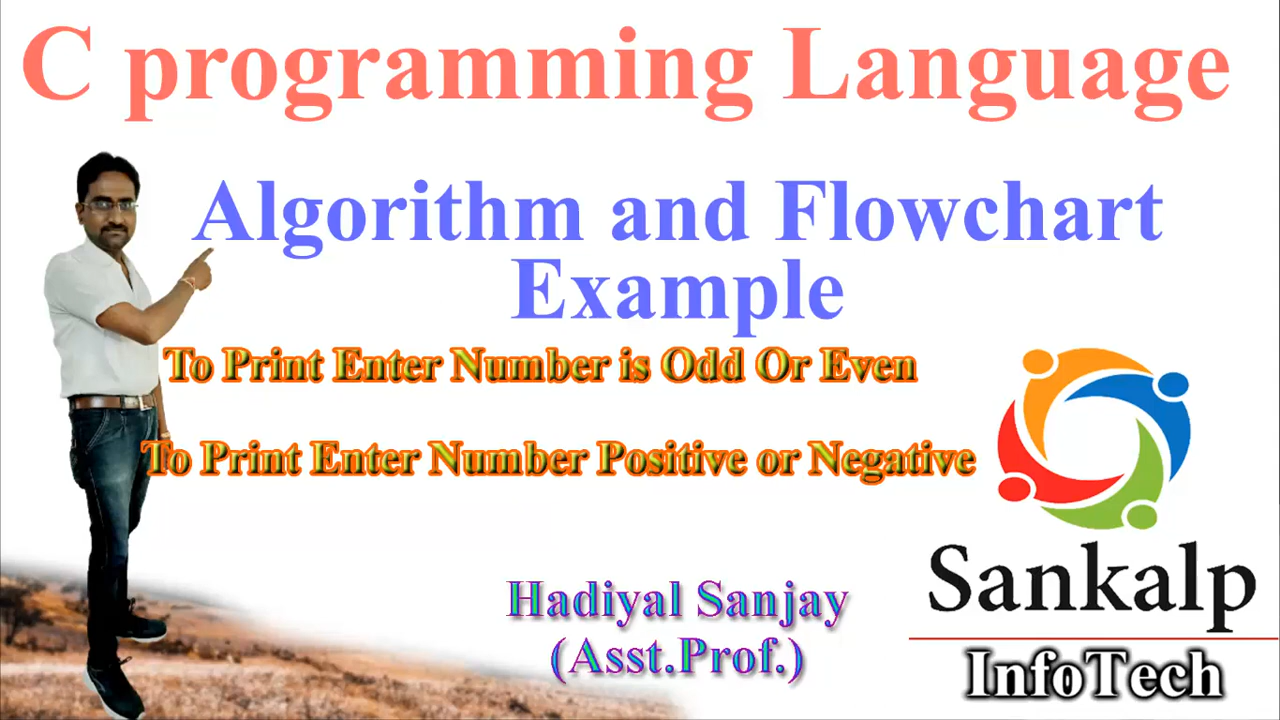 C programming Language
Algorithm and Flowchart
Example
To Print Enter Number is Odd Or Even
To Print Enter Number Positive or Negative
Hadiyal Sanjay
(Asst.Prof.)
Sankalp
InfoTech